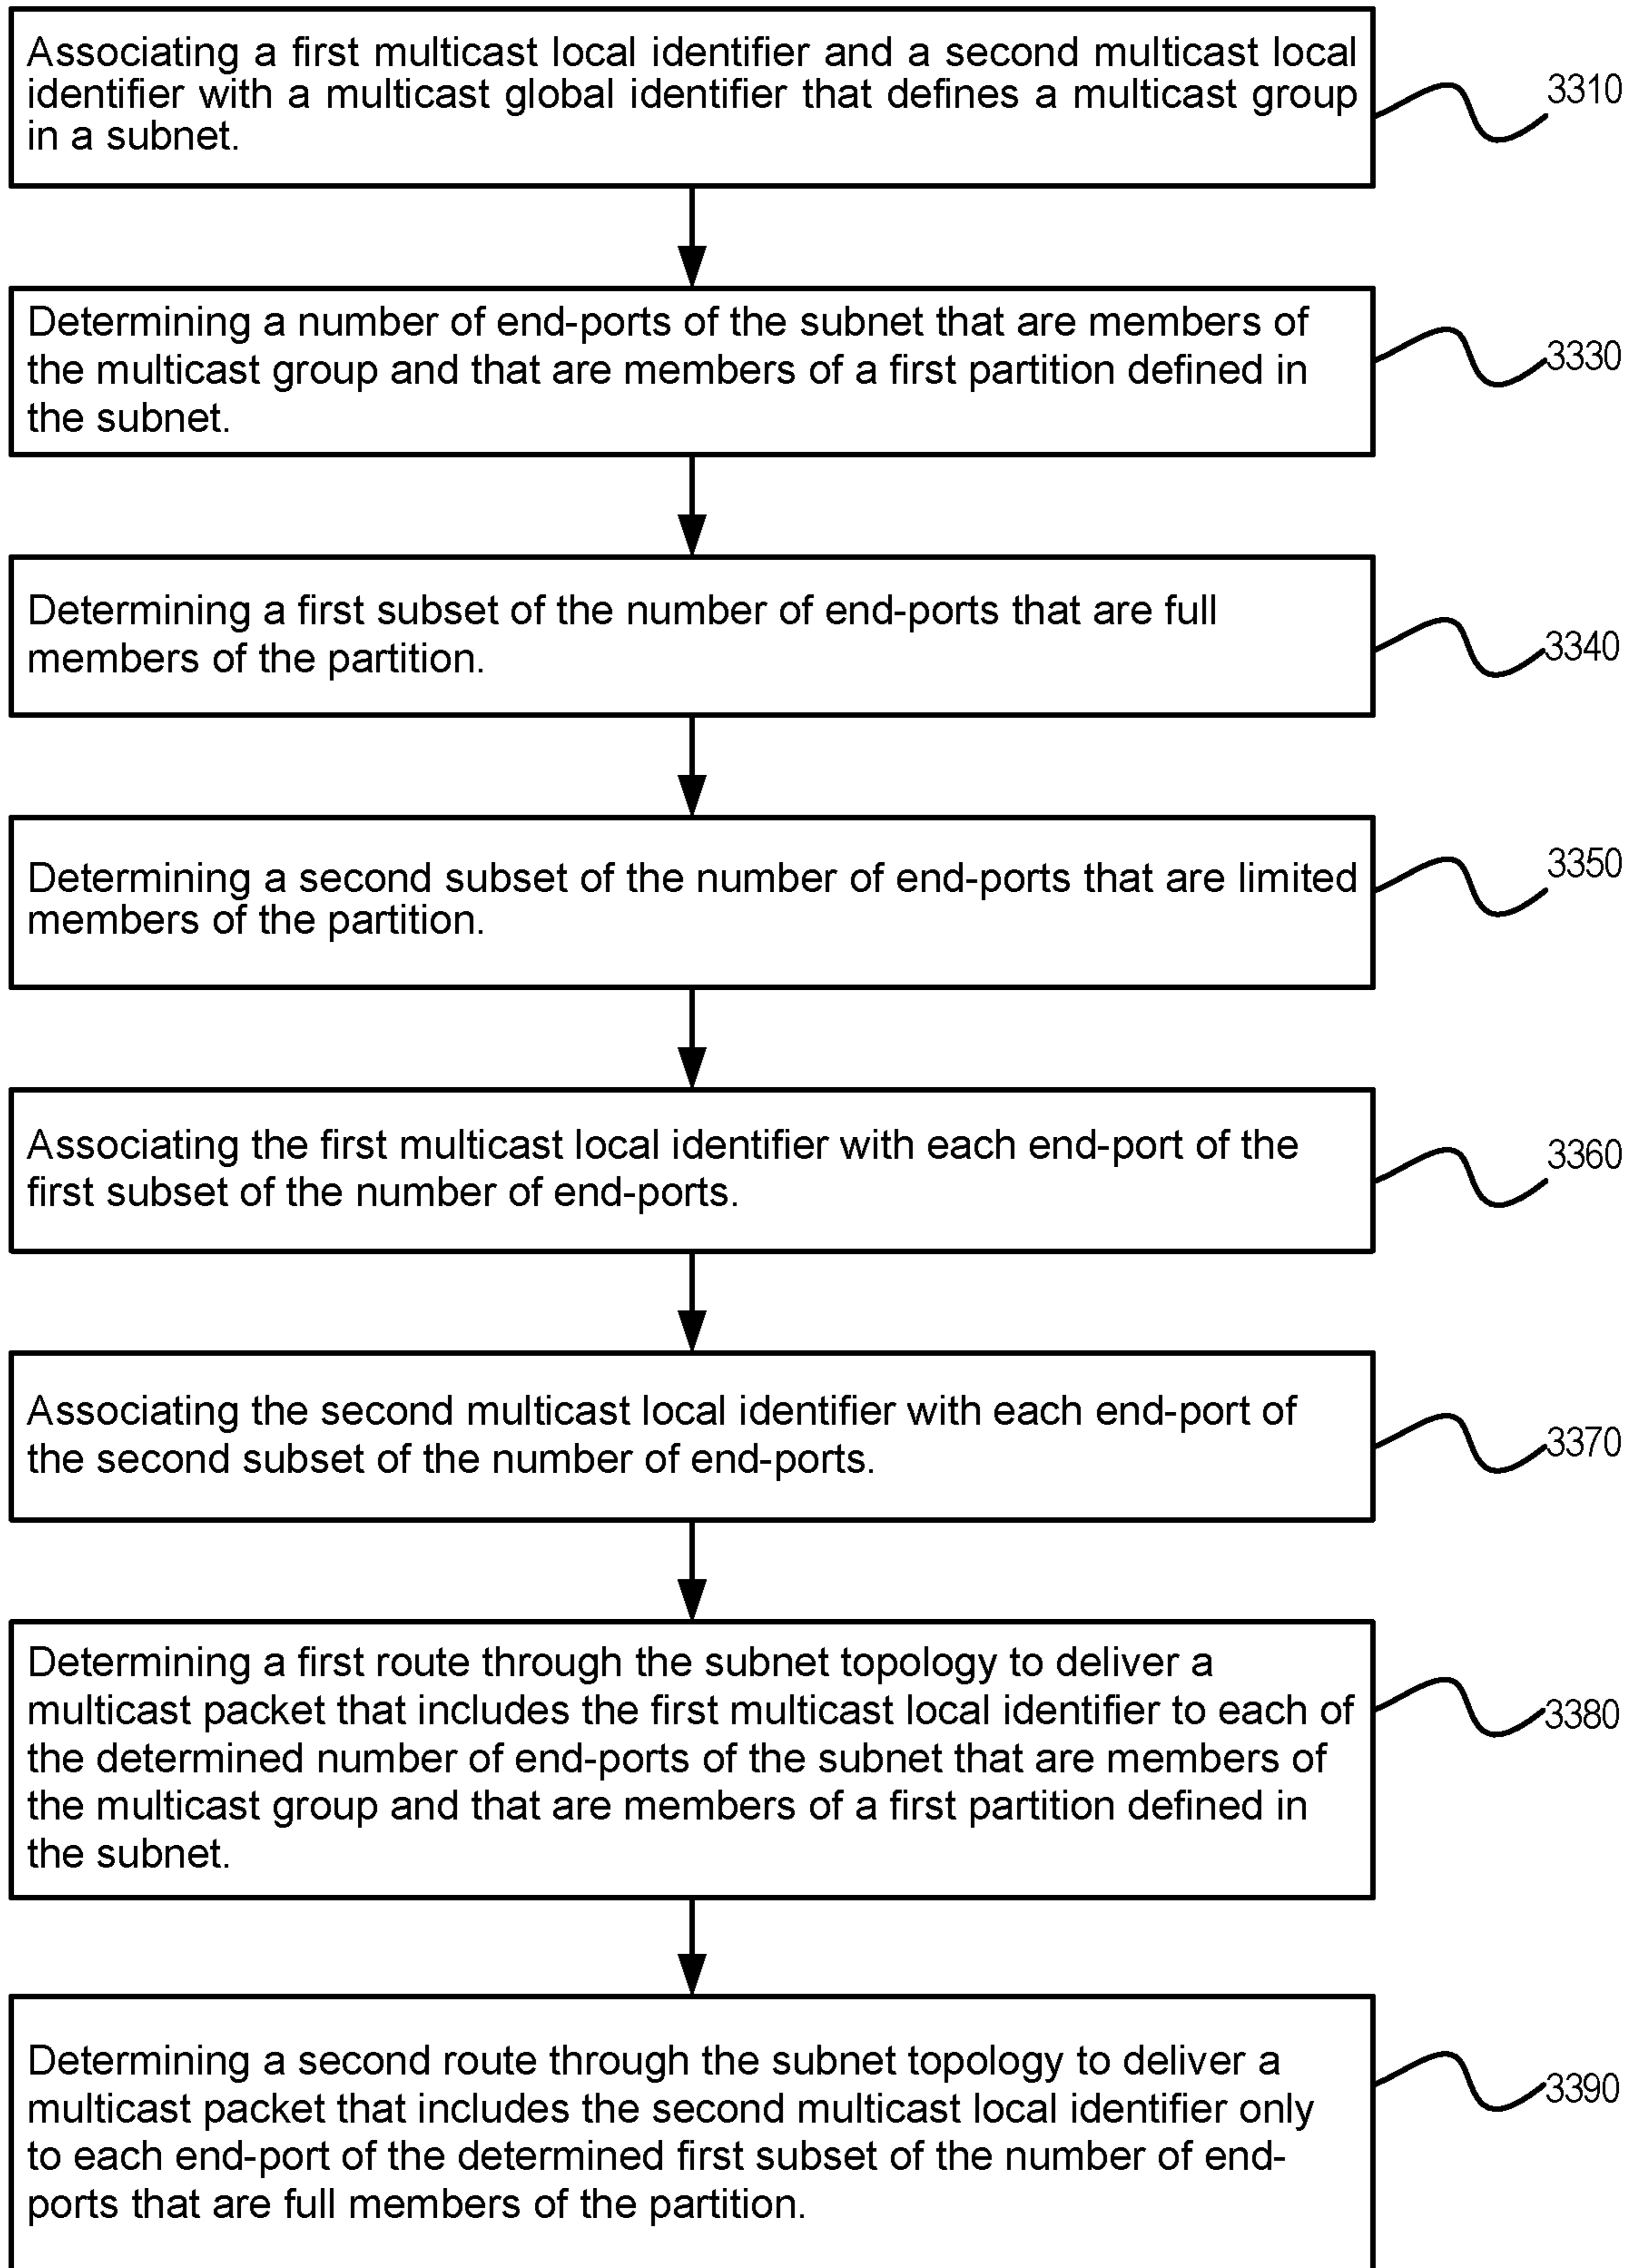 Associating a first multicast local identifier and a second multicast local
identifier with a multicast global identifier that defines a multicast group
in a subnet.
3310
Determining a number of end-ports of the subnet that are members of
the multicast group and that are members of a first partition defined in
the subnet.
3330
Determining a first subset of the number of end-ports that are full
members of the partition.
3340
Determining a second subset of the number of end-ports that are limited
members of the partition.
3350
Associating the first multicast local identifier with each end-port of the
first subset of the number of end-ports.
3360
Associating the second multicast local identifier with each end-port of
the second subset of the number of end-ports.
3370
Determining a first route through the subnet topology to deliver a
multicast packet that includes the first multicast local identifier to each of
the determined number of end-ports of the subnet that are members of
the multicast group and that are members of a first partition defined in
the subnet.
3380
Determining a second route through the subnet topology to deliver a
multicast packet that includes the second multicast local identifier only
to each end-port of the determined first subset of the number of end-
ports that are full members of the partition.
3390